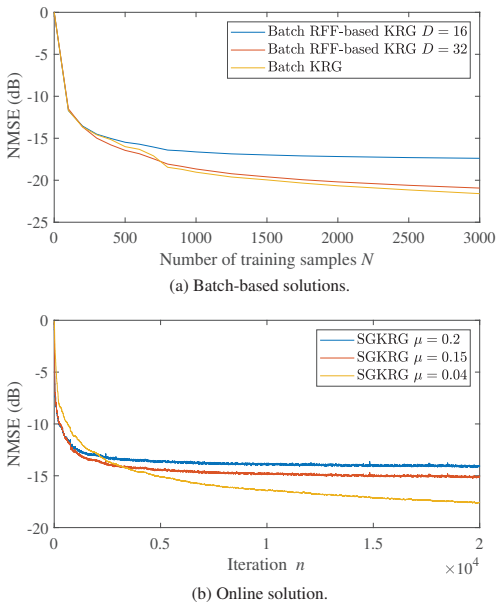 0
-5
-10
-15
-20
-25
NMSE (dB)
Batch RFF-based KRG D = 16
Batch RFF-based KRG D = 32
Batch KRG
0 500 1000 1500 2000 2500 3000
Number of training samples N
(a) Batch-based solutions.
0
-5
-10
-15
-20
NMSE (dB)
SGKRG μ = 0.2
SGKRG μ = 0.15
SGKRG μ = 0.04
0 0.5 1 1.5 2
×10⁴
Iteration n
(b) Online solution.